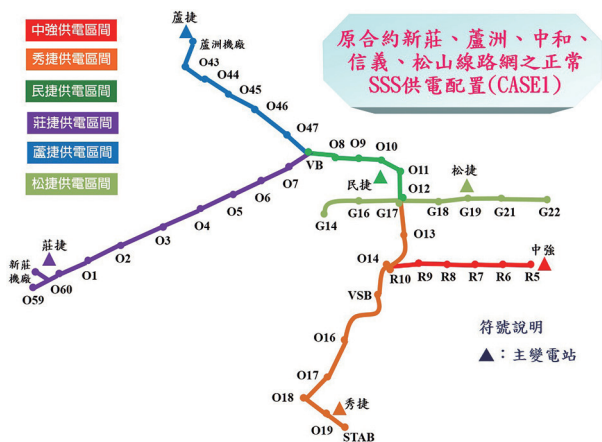 中強供電區間
秀捷供電區間
民捷供電區間
莊捷供電區間
蘆捷供電區間
松捷供電區間
原合約新莊、蘆洲、中和、
信義、松山線路網之正常
SSS供電配置(CASE1)
蘆捷
蘆洲機廠
O43
O44
O45
O46
O47
VB
O8
O9
O10
O11
O12
民捷
松捷
G14
G16
G17
G18
G19
G21
G22
O7
O6
O5
O4
O3
O2
O1
莊捷
新莊
機廠
O60
O59
O13
O14
R10
R9
R8
R7
R6
R5
中強
VSB
O16
O17
O18
O19
秀捷
STAB
符號說明
▲：主變電站